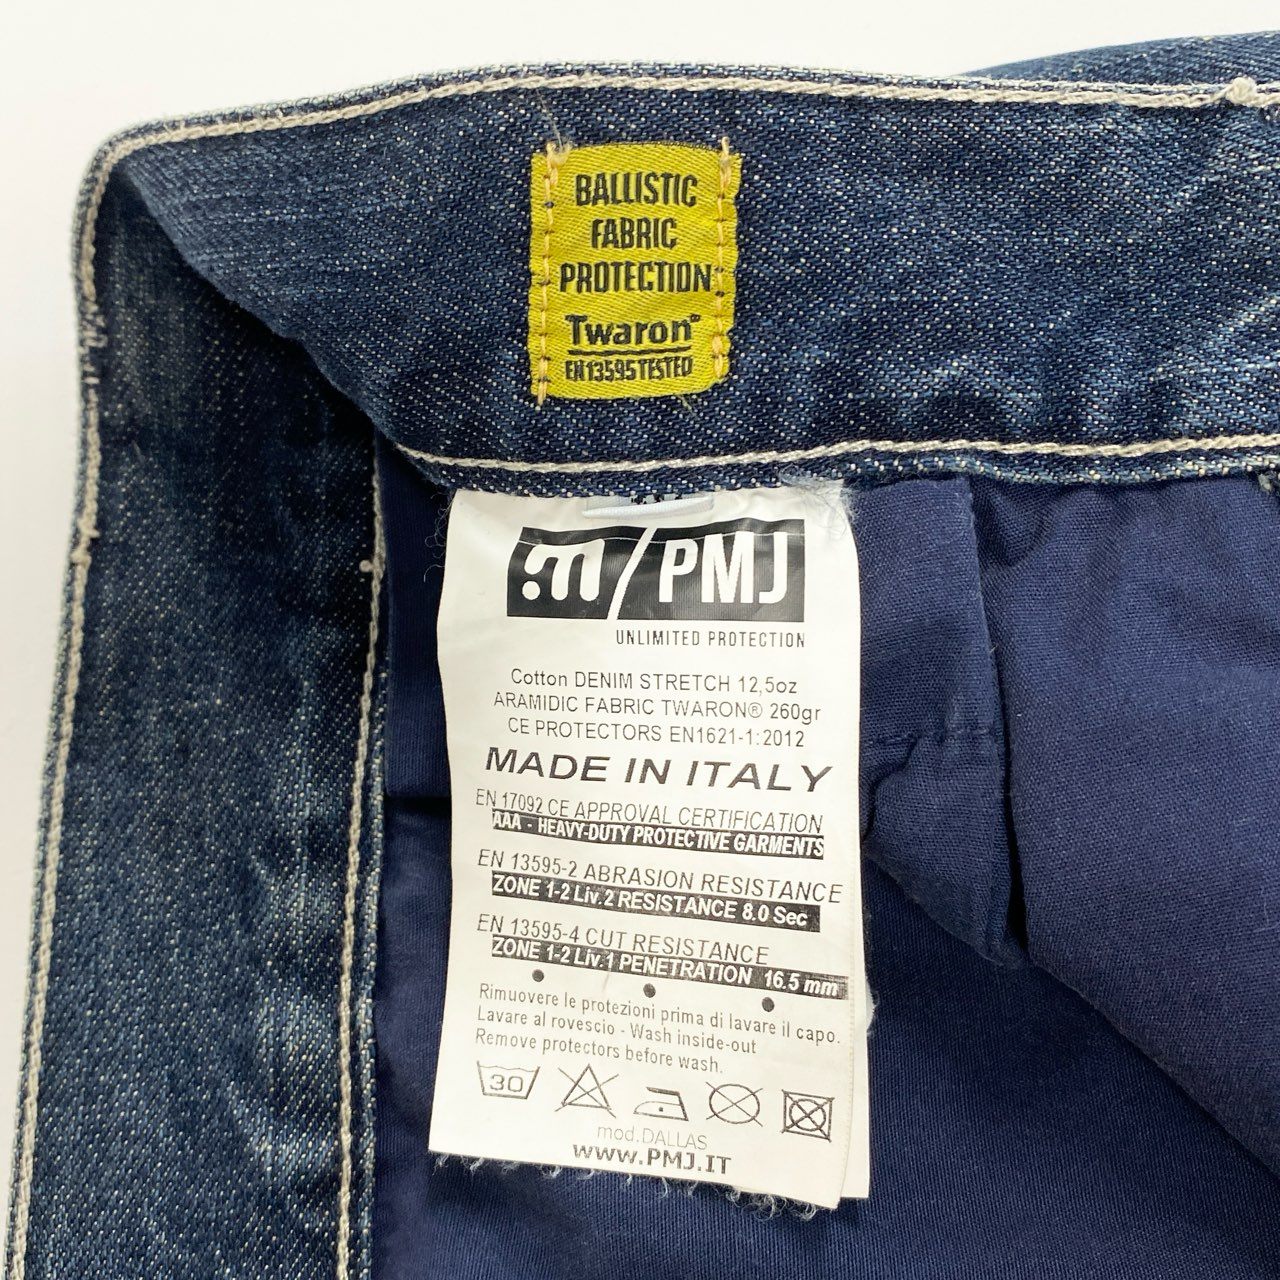 BALLISTIC
FABRIC
PROTECTION
Twaron®
EN13595TESTED
PMJ
UNLIMITED PROTECTION
Cotton DENIM STRETCH 12,5oz
ARAMIDIC FABRIC TWARON® 260gr
CE PROTECTORS EN1621-1:2012
MADE IN ITALY
EN 17092 CE APPROVAL CERTIFICATION
AAA - HEAVY-DUTY PROTECTIVE GARMENTS
EN 13595-2 ABRASION RESISTANCE
ZONE 1-2 Liv.2 RESISTANCE 8.0 Sec
EN 13595-4 CUT RESISTANCE
ZONE 1-2 Liv.1 PENETRATION 16.5 mm
Rimuovere le protezioni prima di lavare il capo.
Lavare al rovescio - Wash inside-out
Remove protectors before wash.
30
mod.DALLAS
www.PMJ.IT